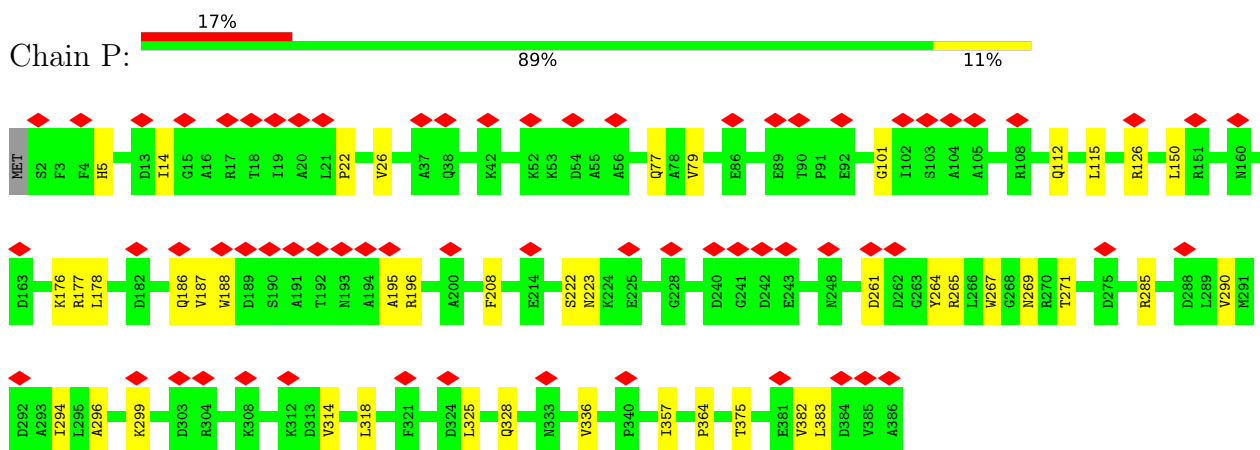 17%
Chain P:
89% 11%
MET S2 F3 F4 H5 D13 I14 G15 A16 R17 T18 I19 A20 L21 P22 V26 A37 Q38 K42 K52 K53 D54 A55 A56 Q77 A78 V79 E86 E89 T90 P91 E92 G101 I102 S103 A104 A105 R108 Q112 L115 R126 L150 R151 N160
D163 K176 R177 L178 D182 Q186 V187 W188 D189 S190 A191 T192 N193 A194 A195 R196 A200 F208 E214 S222 N223 K224 E225 G228 D240 G241 D242 E243 N248 D261 D262 G263 Y264 R265 L266 W267 G268 N269 R270 T271 D275 R285 D288 L289 V290 M291
D292 A293 I294 L295 A296 K299 D303 R304 K308 K312 D313 V314 L318 F321 D324 L325 Q328 N333 V336 P340 I357 P364 T375 E381 V382 L383 D384 V385 A386